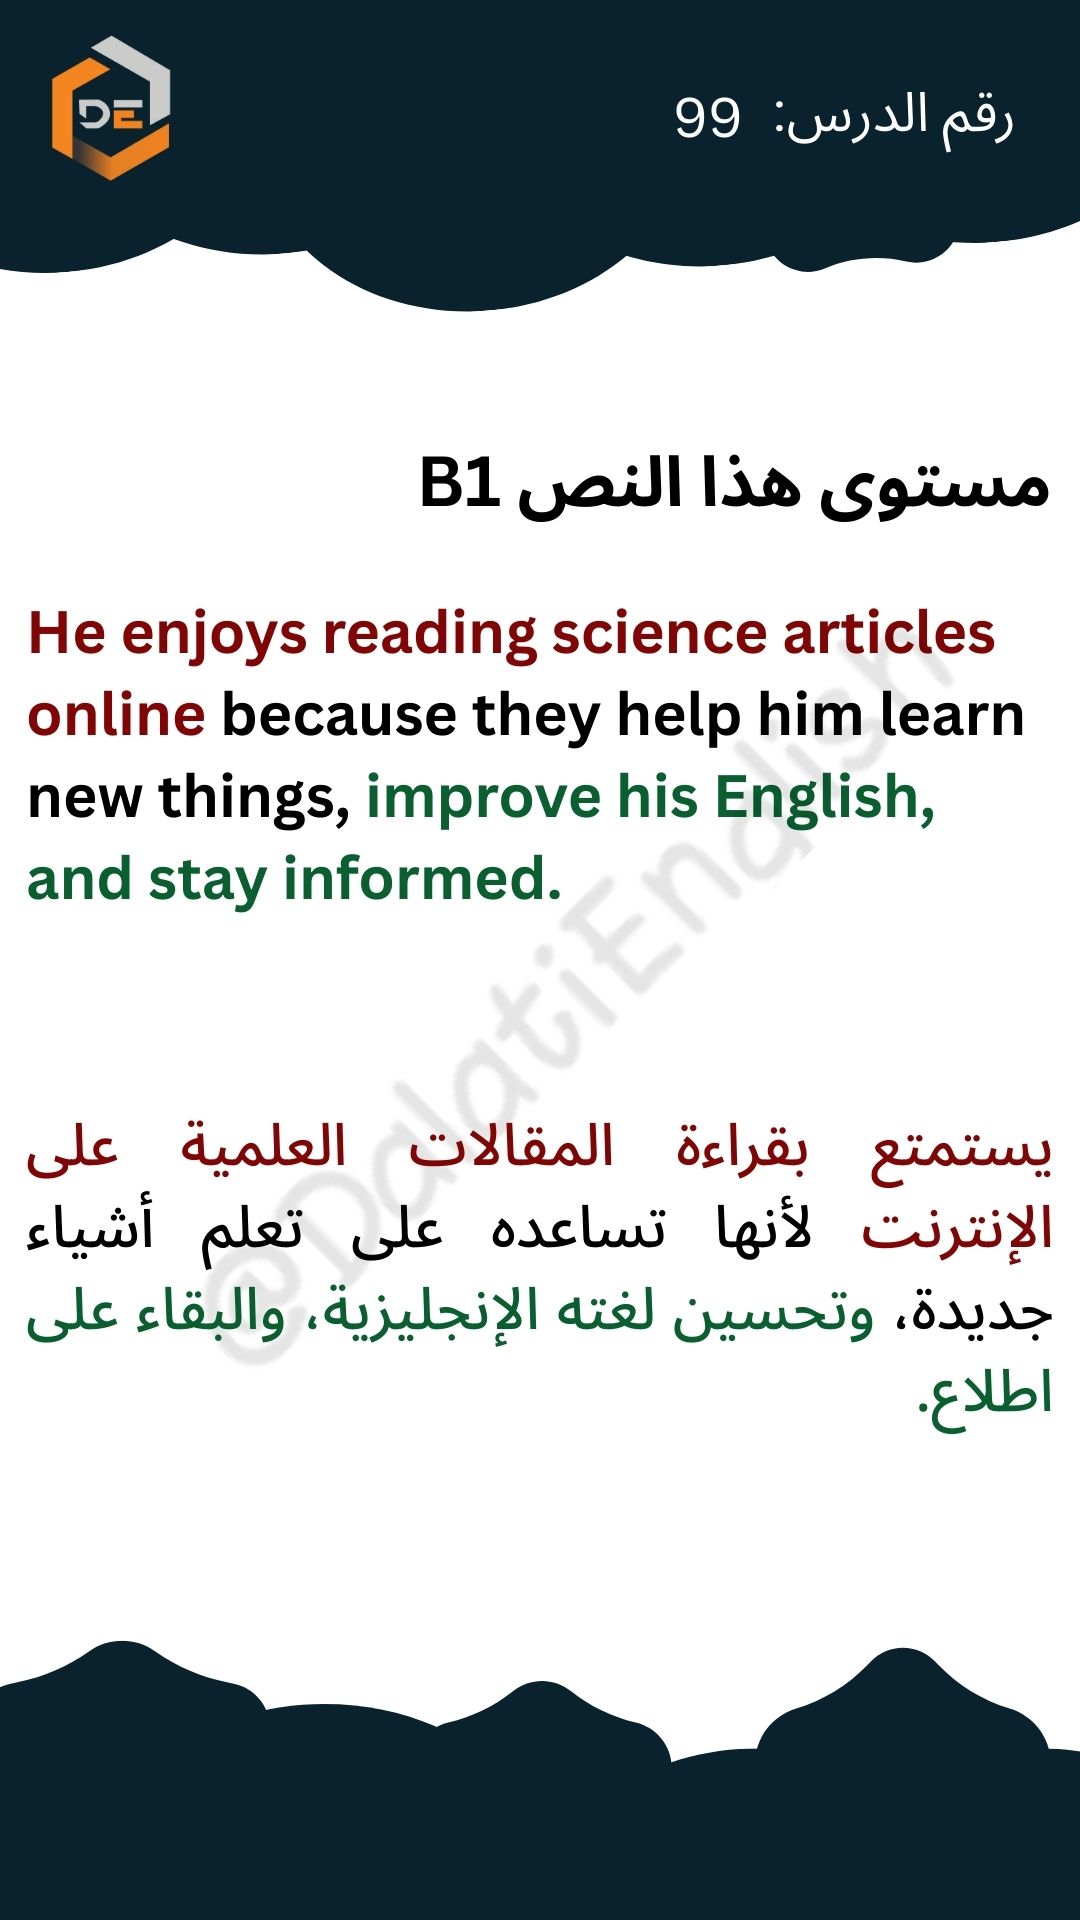 DE
رقم الدرس: 99
مستوى هذا النص B1
He enjoys reading science articles
online because they help him learn
new things, improve his English,
and stay informed.
يستمتع بقراءة المقالات العلمية على
الإنترنت لأنها تساعده على تعلم أشياء
جديدة، وتحسين لغته الإنجليزية، والبقاء على
اطلاع.
@DalatiEnglish